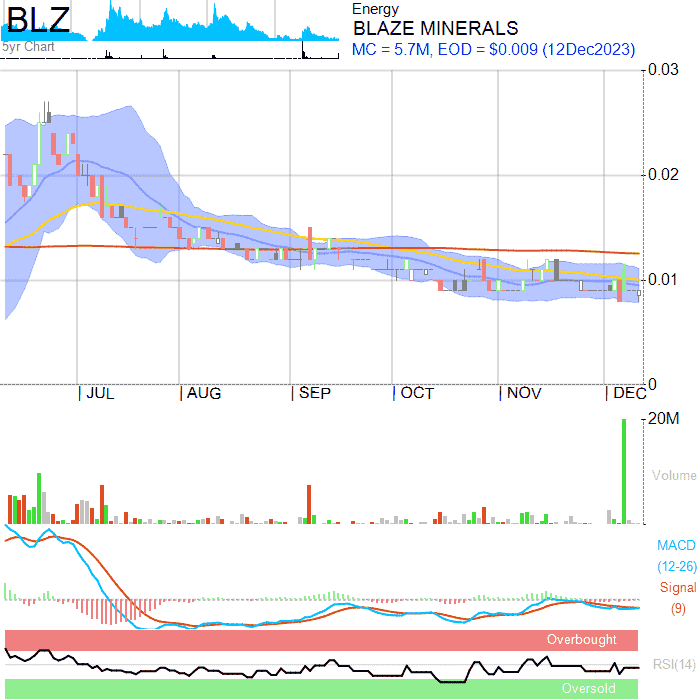 BLZ
5yr Chart
Energy
BLAZE MINERALS
MC = 5.7M, EOD = $0.009 (12Dec2023)
0.03
0.02
0.01
0
JUL AUG SEP OCT NOV DEC
20M
Volume
MACD
(12-26)
Signal
(9)
Overbought
RSI(14)
Oversold